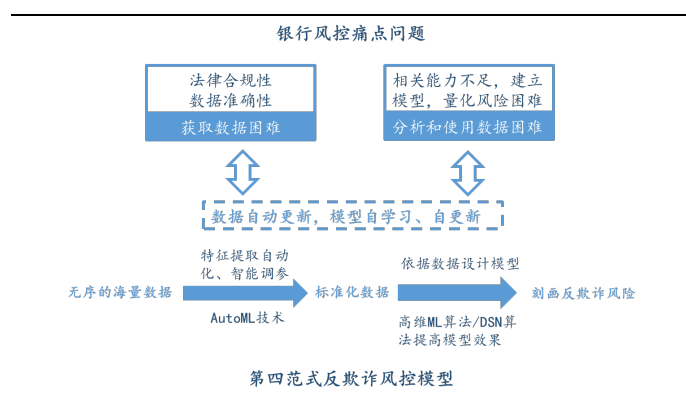 银行风控痛点问题
法律合规性
数据准确性
获取数据困难
相关能力不足，建立
模型，量化风险困难
分析和使用数据困难
数据自动更新，模型自学习、自更新
特征提取自动
化、智能调参
依据数据设计模型
无序的海量数据
标准化数据
刻画反欺诈风险
AutoML技术
高维ML算法/DSN算
法提高模型效果
第四范式反欺诈风控模型